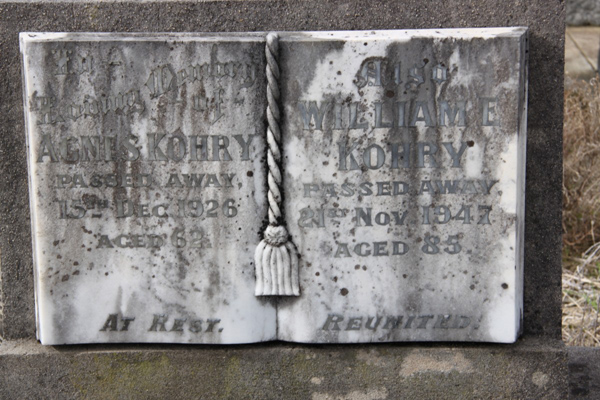 In
Loving Memory
of
AGNES KOHRY
PASSED AWAY,
15TH DEC. 1926
AGED 62
AT REST.
Also
WILLIAM E
KOHRY
PASSED AWAY
21ST NOV. 1947
AGED 85
REUNITED.